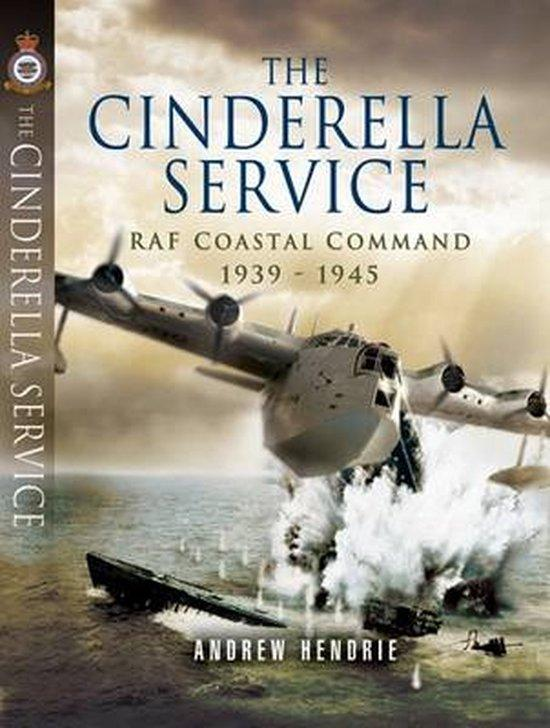 THE CINDERELLA SERVICE
THE
CINDERELLA
SERVICE
RAF COASTAL COMMAND
1939 - 1945
ANDREW HENDRIE